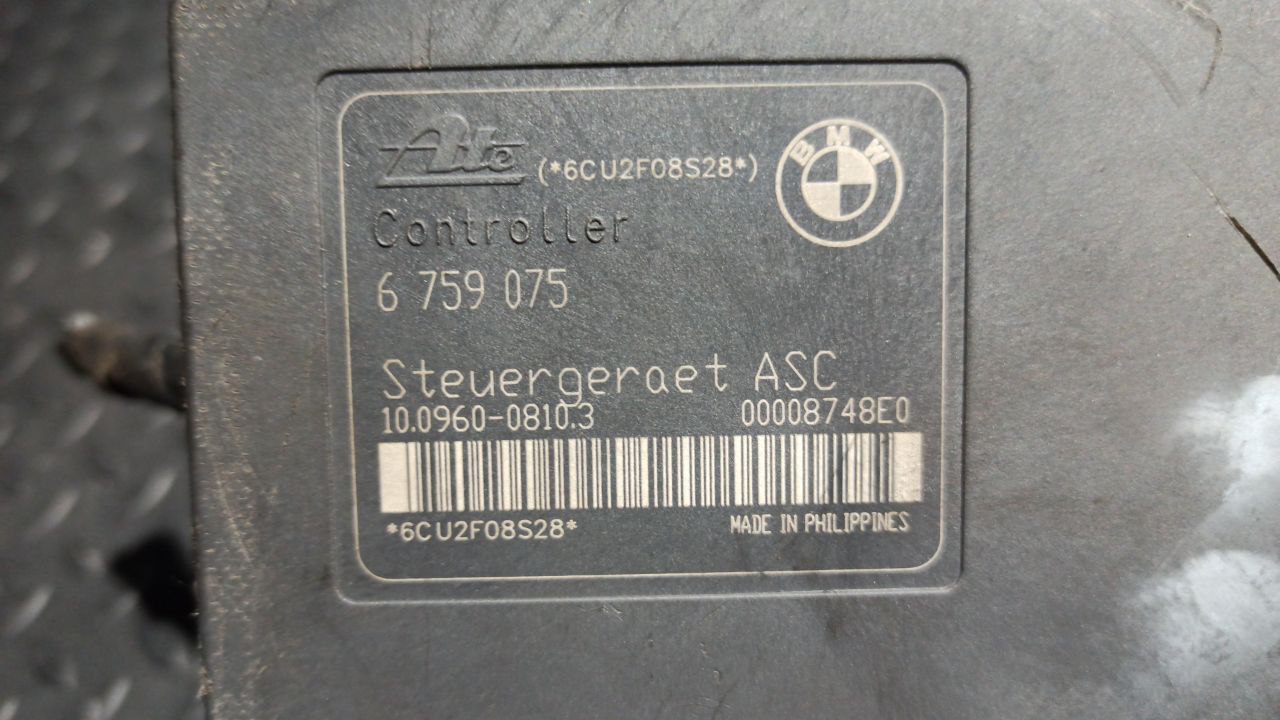 Ate (*6CU2F08S28*) BMW
Controller
6 759 075
Steuergeraet ASC
10.0960-0810.3 00008748E0
*6CU2F08S28* MADE IN PHILIPPINES